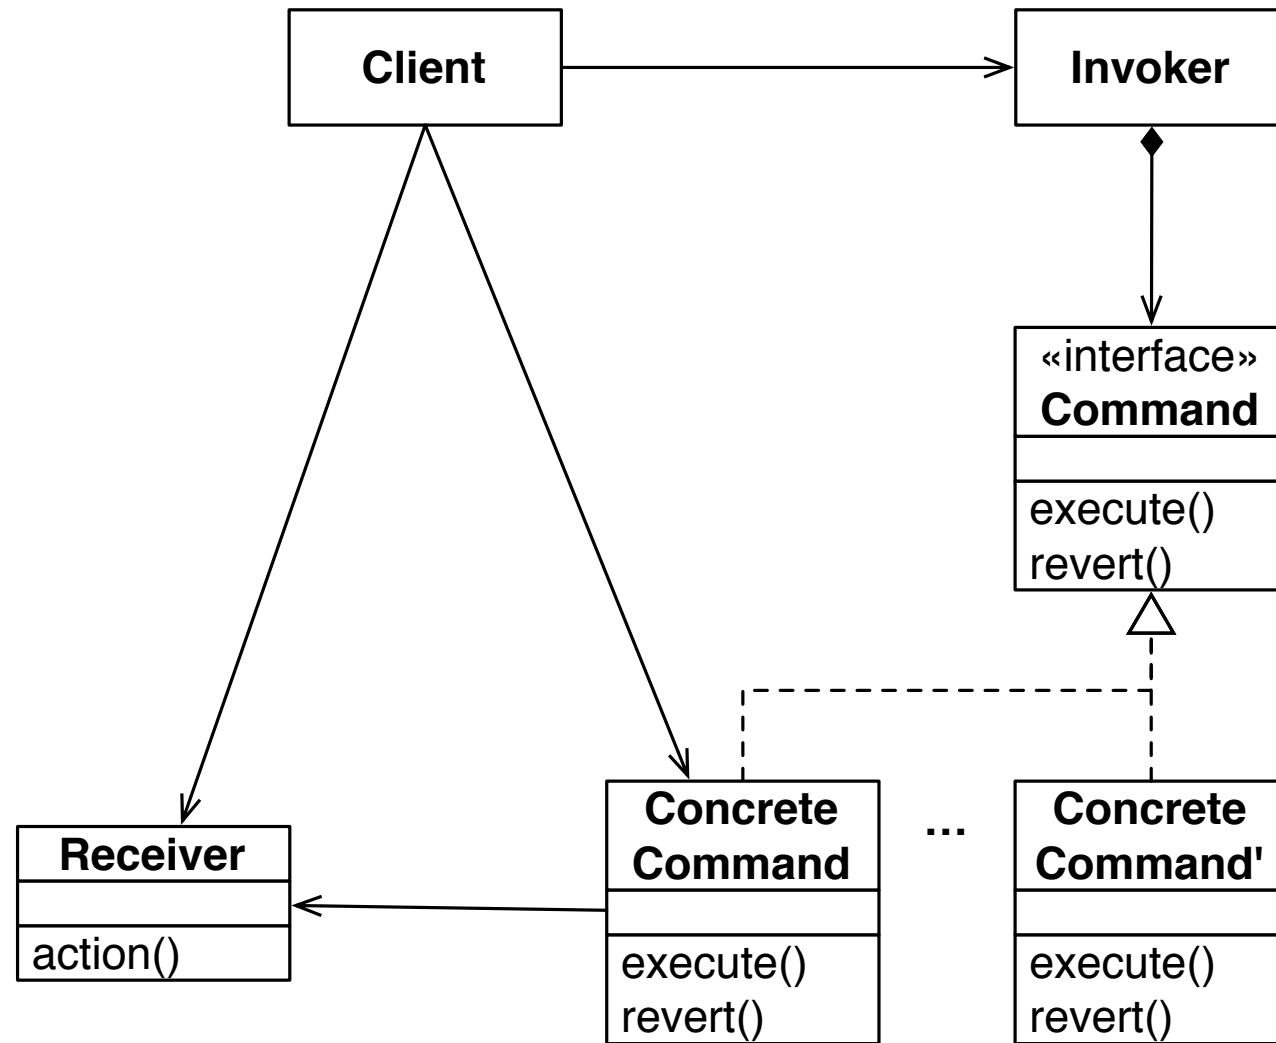 Client
Invoker
«interface»
Command
execute()
revert()
Receiver
action()
Concrete
Command
execute()
revert()
...
Concrete
Command'
execute()
revert()